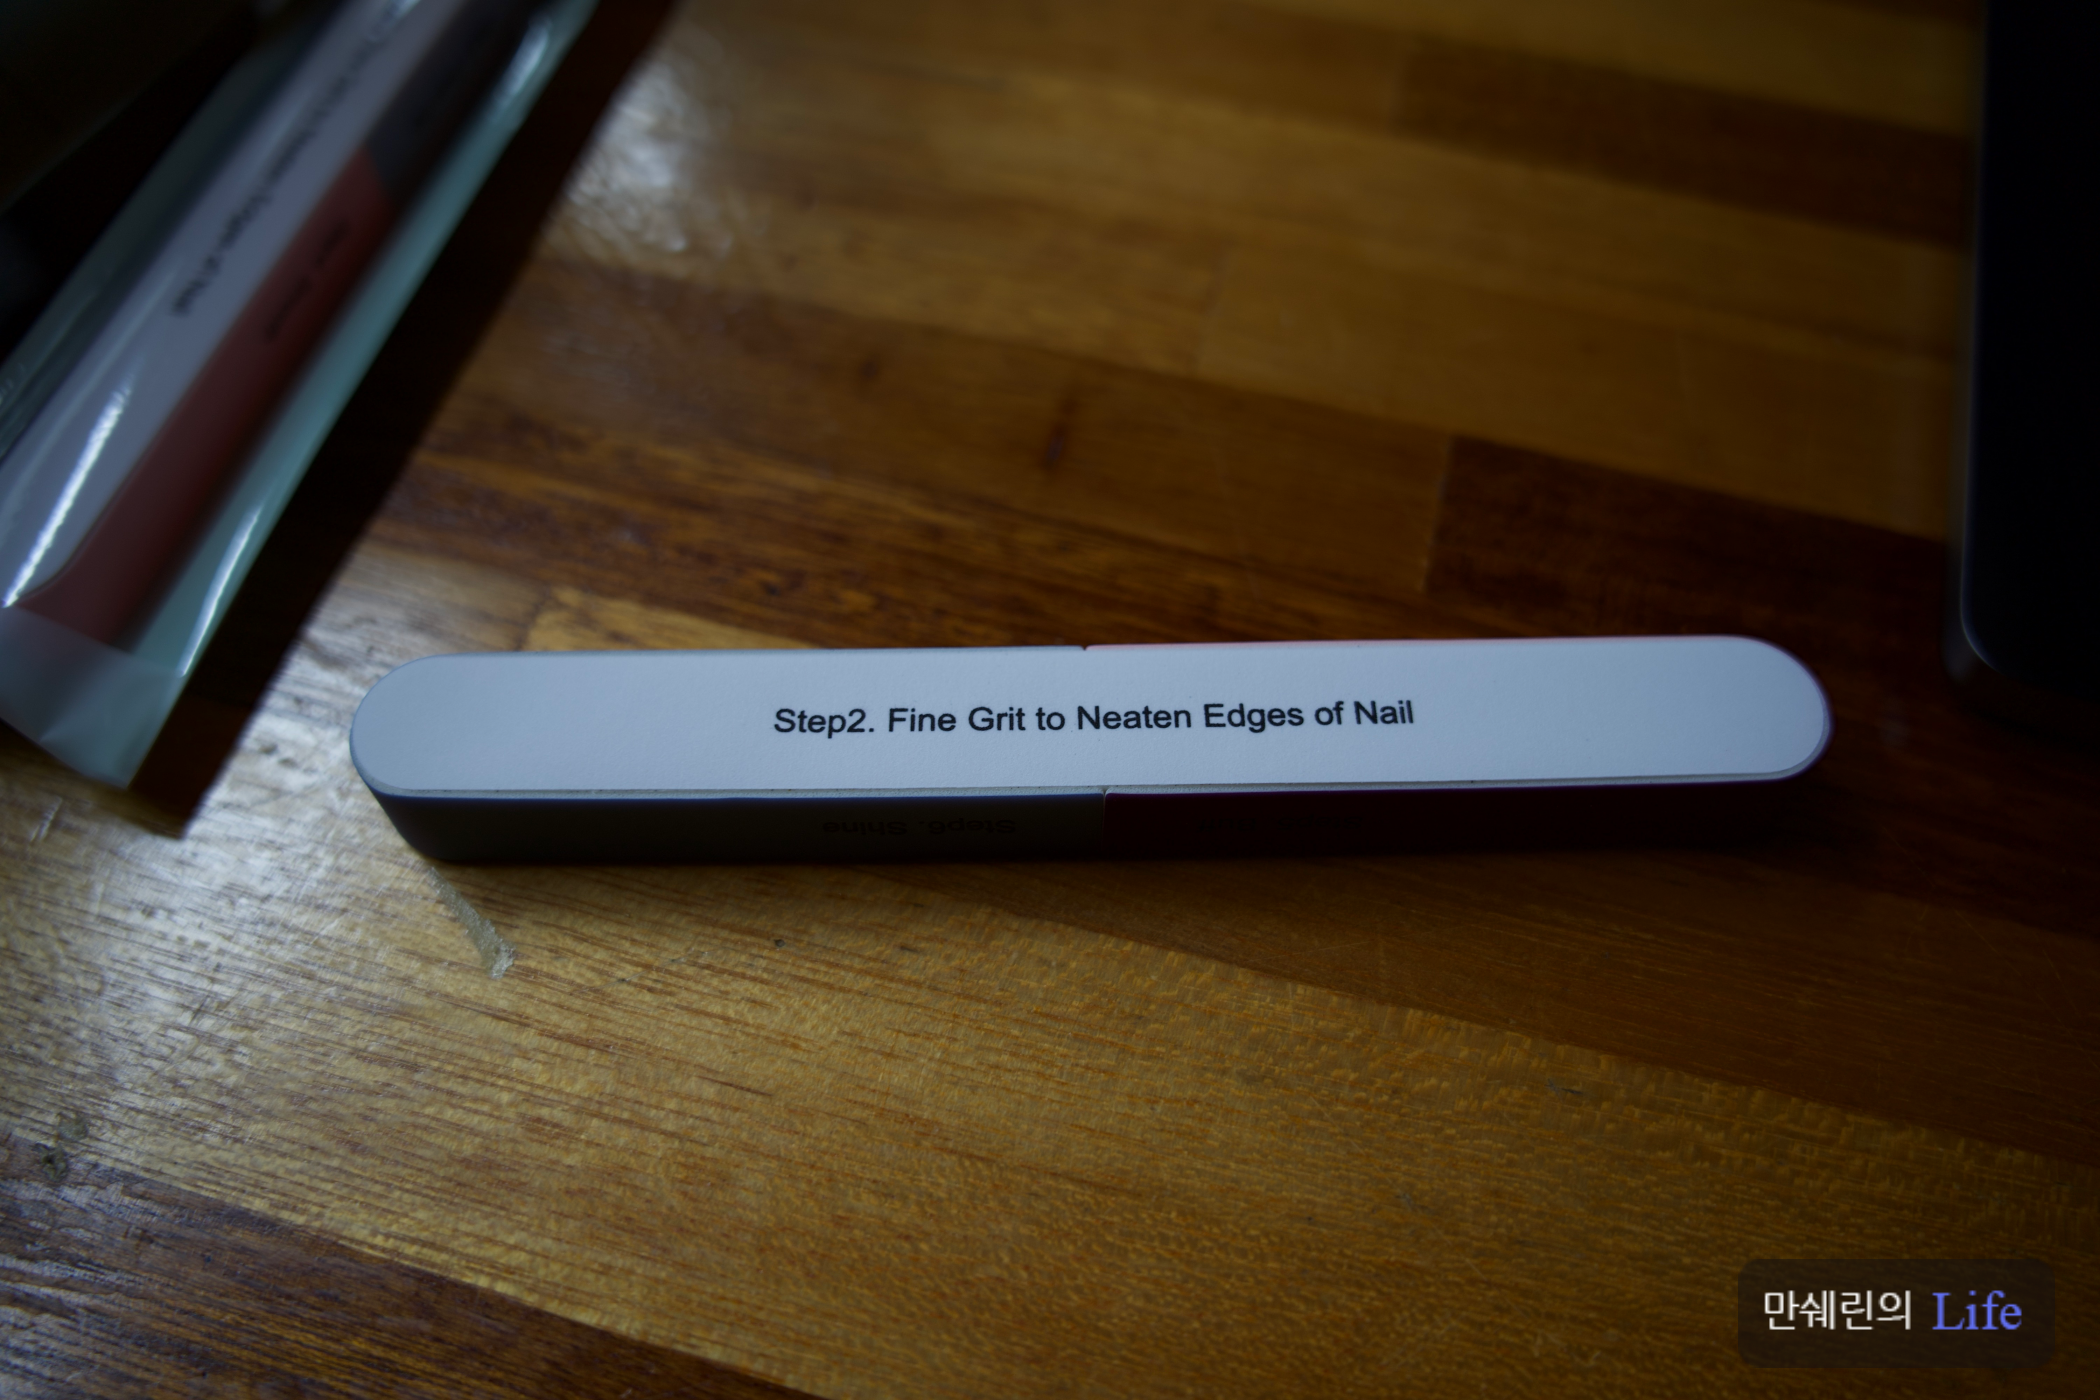 Step2. Fine Grit to Neaten Edges of Nail
Step6. Shine
만쉐린의 Life